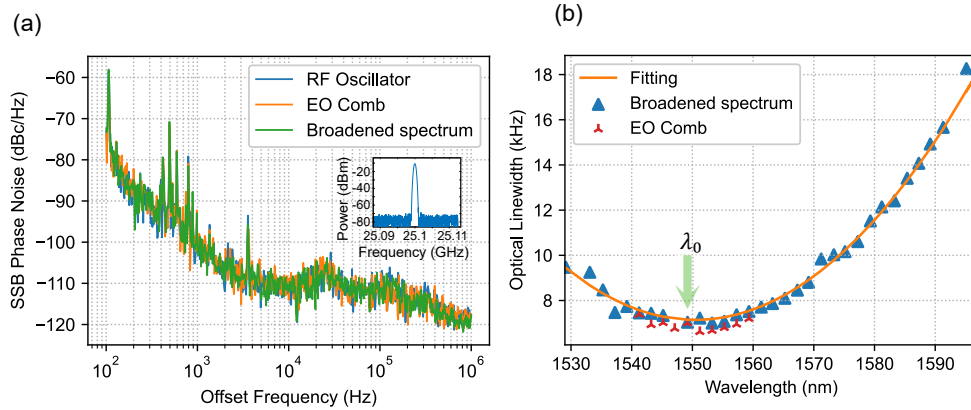 (a)
SSB Phase Noise (dBc/Hz)
−60
−70
−80
−90
−100
−110
−120
RF Oscillator
EO Comb
Broadened spectrum
Power (dBm)
-20
-40
-60
-80
25.09 25.1 25.11
Frequency (GHz)
10² 10³ 10⁴ 10⁵ 10⁶
Offset Frequency (Hz)
(b)
Optical Linewidth (kHz)
18
16
14
12
10
8
Fitting
Broadened spectrum
EO Comb
λ₀
1530 1540 1550 1560 1570 1580 1590
Wavelength (nm)